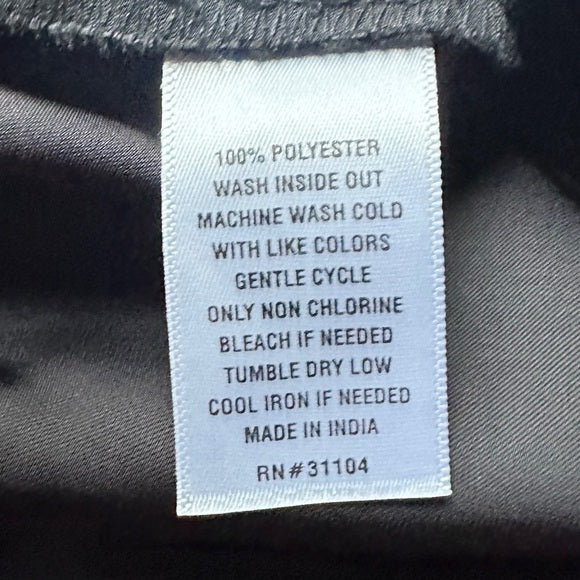 100% POLYESTER
WASH INSIDE OUT
MACHINE WASH COLD
WITH LIKE COLORS
GENTLE CYCLE
ONLY NON CHLORINE
BLEACH IF NEEDED
TUMBLE DRY LOW
COOL IRON IF NEEDED
MADE IN INDIA
RN#31104